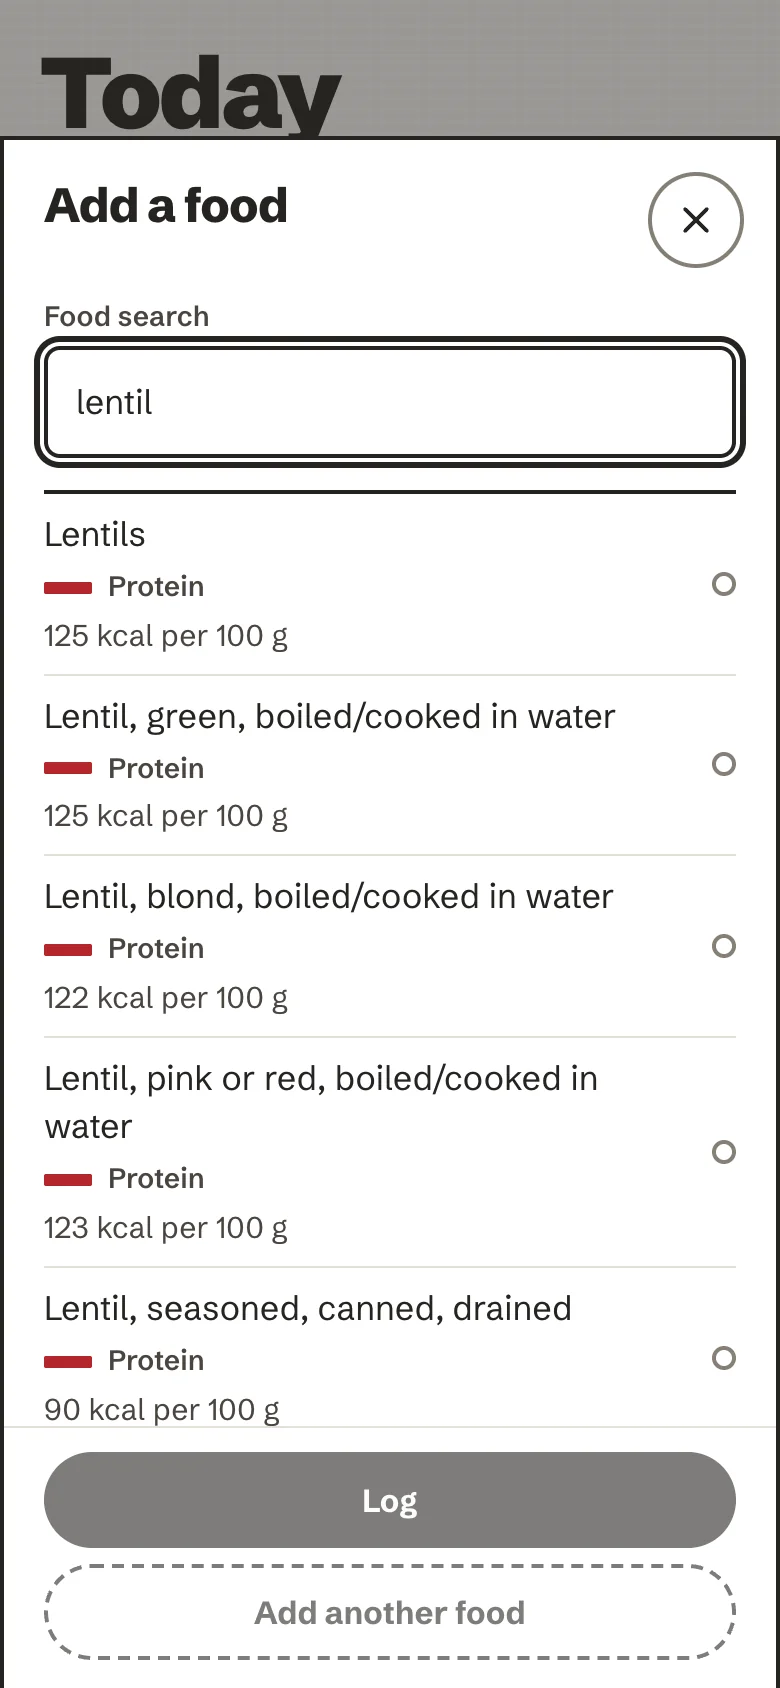 Today
Add a food
Food search
lentil
Lentils
Protein
125 kcal per 100 g
Lentil, green, boiled/cooked in water
Protein
125 kcal per 100 g
Lentil, blond, boiled/cooked in water
Protein
122 kcal per 100 g
Lentil, pink or red, boiled/cooked in
water
Protein
123 kcal per 100 g
Lentil, seasoned, canned, drained
Protein
90 kcal per 100 g
Log
Add another food